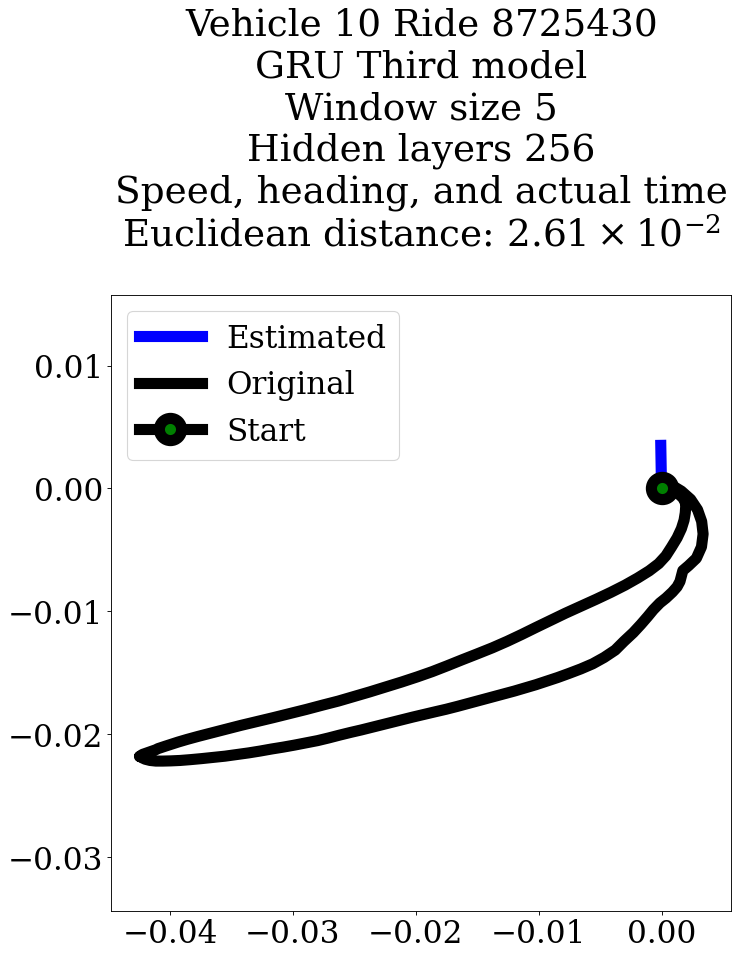 Vehicle 10 Ride 8725430
GRU Third model
Window size 5
Hidden layers 256
Speed, heading, and actual time
Euclidean distance: 2.61 × 10⁻²
Estimated
Original
Start
0.01
0.00
−0.01
−0.02
−0.03
−0.04 −0.03 −0.02 −0.01 0.00